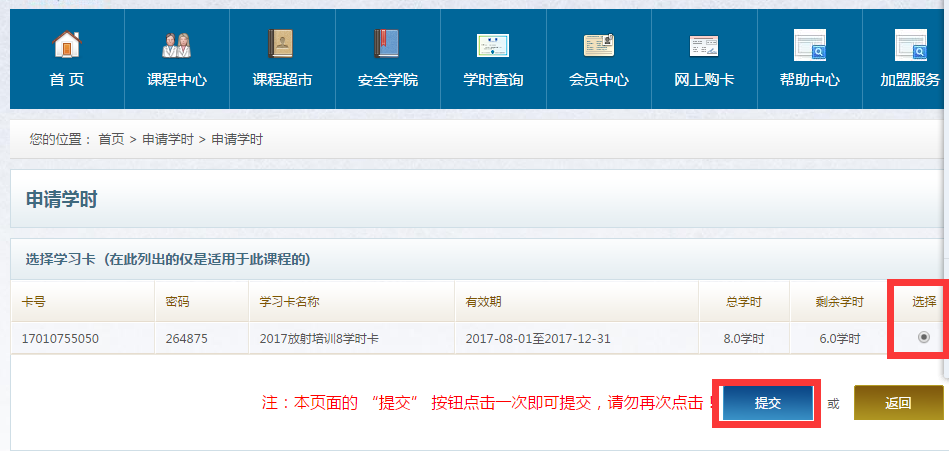 首 页 课程中心 课程超市 安全学院 学时查询 会员中心 网上购卡 帮助中心 加盟服务
您的位置： 首页 > 申请学时 > 申请学时
申请学时
选择学习卡（在此列出的仅是适用于此课程的)
卡号 密码 学习卡名称 有效期 总学时 剩余学时 选择
17010755050 264875 2017放射培训8学时卡 2017-08-01至2017-12-31 8.0学时 6.0学时
注：本页面的 “提交” 按钮点击一次即可提交，请勿再次点击！ 提交 或 返回